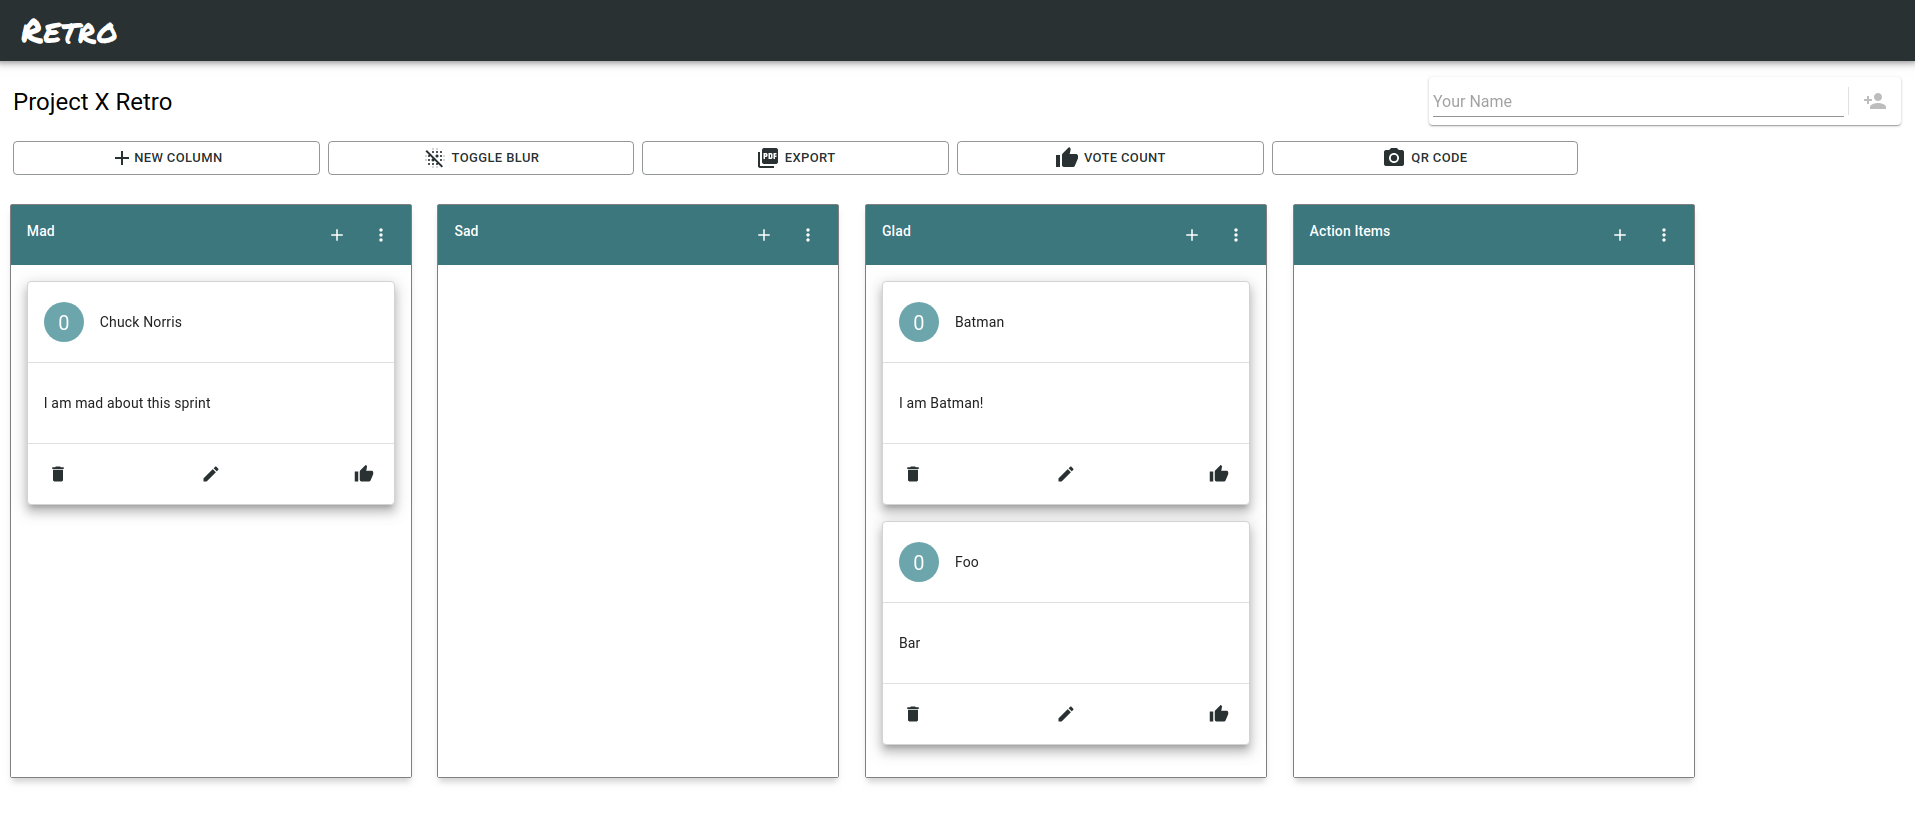 RETRO
Project X Retro
Your Name
NEW COLUMN
TOGGLE BLUR
PDF
EXPORT
VOTE COUNT
QR CODE
Mad
Sad
Glad
Action Items
0
Chuck Norris
I am mad about this sprint
0
Batman
I am Batman!
0
Foo
Bar